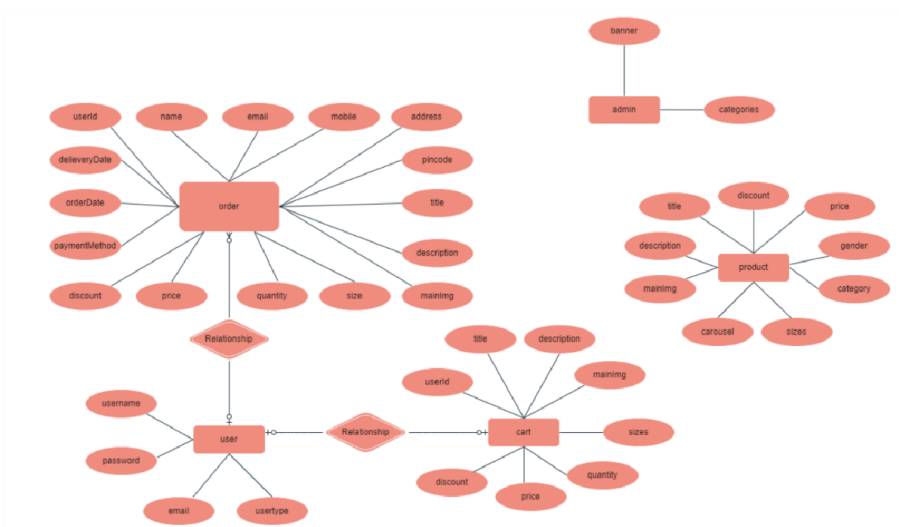 banner
admin
categories
userId
name
email
mobile
address
delieveryDate
pincode
orderDate
order
title
paymentMethod
description
discount
price
quantity
size
mainImg
title
discount
price
description
gender
product
mainImg
category
carousel
sizes
Relationship
title
description
userId
mainImg
username
user
Relationship
cart
sizes
password
discount
quantity
price
email
usertype